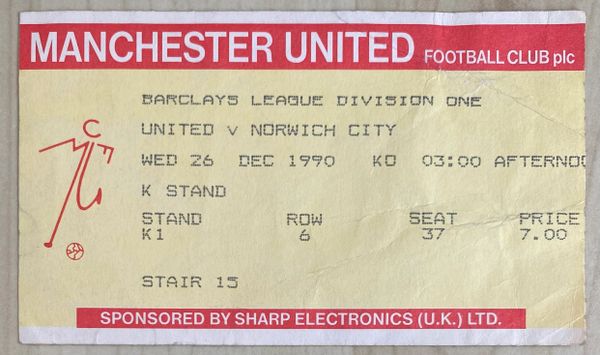 MANCHESTER UNITED FOOTBALL CLUB plc
BARCLAYS LEAGUE DIVISION ONE
UNITED v NORWICH CITY
WED 26 DEC 1990 KO 03:00 AFTERNOO
K STAND
STAND ROW SEAT PRICE
K1 6 37 7.00
STAIR 15
SPONSORED BY SHARP ELECTRONICS (U.K.) LTD.